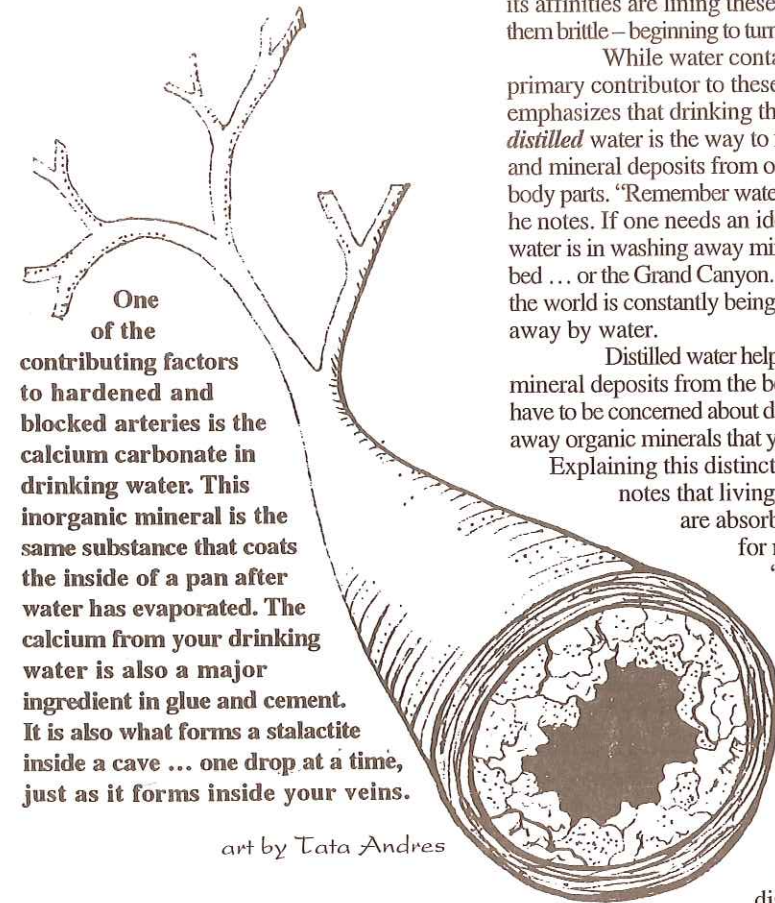 One
of the
contributing factors
to hardened and
blocked arteries is the
calcium carbonate in
drinking water. This
inorganic mineral is the
same substance that coats
the inside of a pan after
water has evaporated. The
calcium from your drinking
water is also a major
ingredient in glue and cement.
It is also what forms a stalactite
inside a cave ... one drop at a time,
just as it forms inside your veins.
art by Tata Andres
its affinities are lining these
them brittle – beginning to turn
While water conta
primary contributor to these
emphasizes that drinking th
distilled water is the way to
and mineral deposits from o
body parts. “Remember wate
he notes. If one needs an id
water is in washing away mi
bed ... or the Grand Canyon.
the world is constantly being
away by water.
Distilled water help
mineral deposits from the b
have to be concerned about d
away organic minerals that y
Explaining this distinct
notes that living
are absorb
for
“
dis